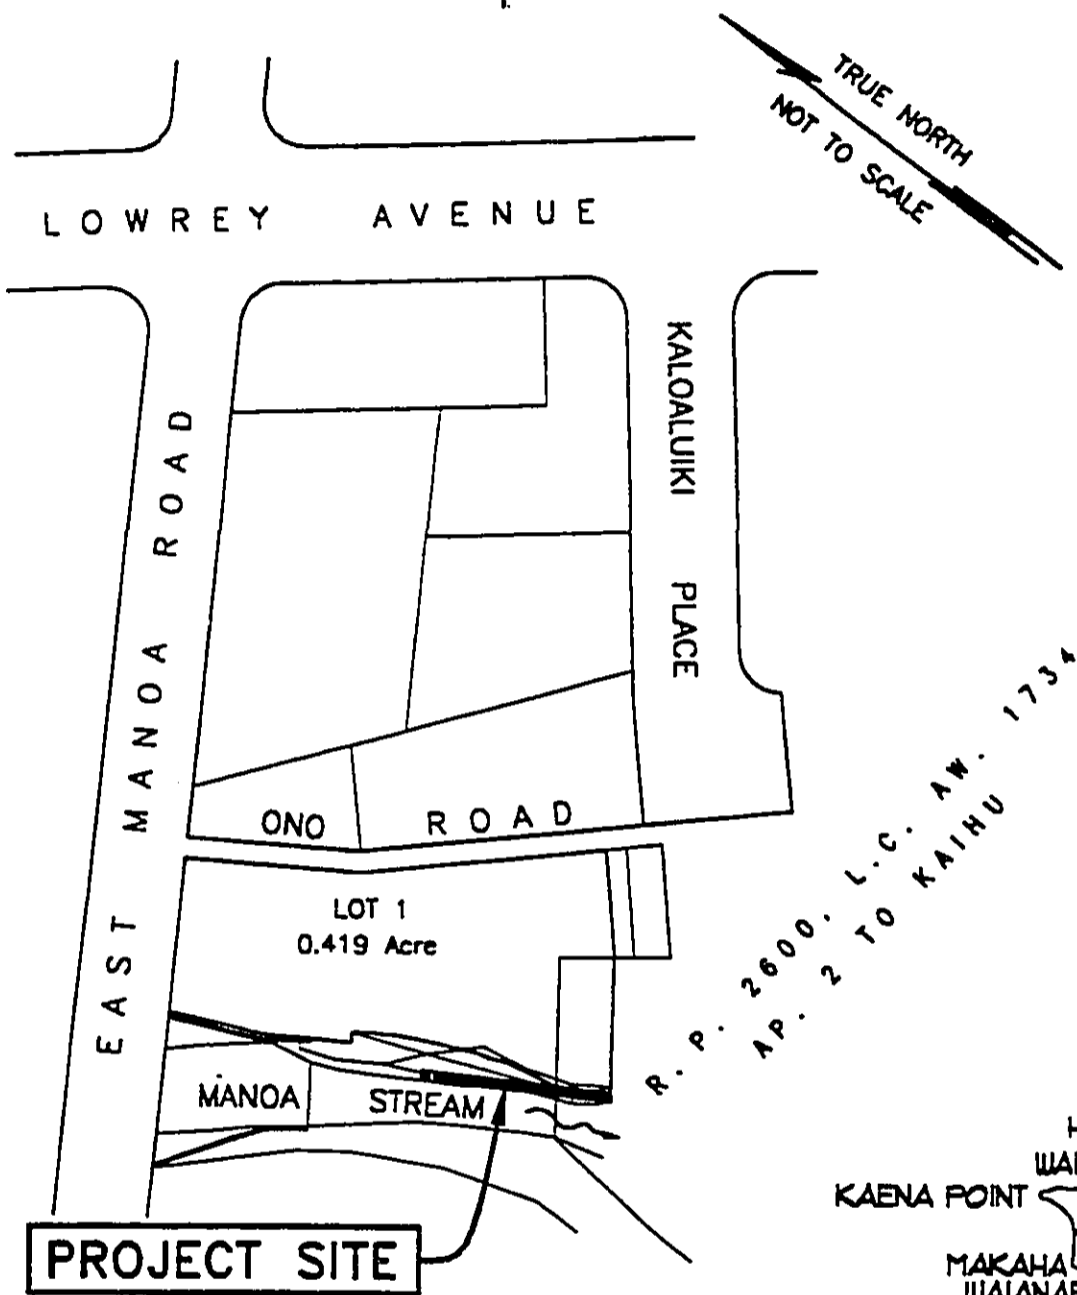 TRUE NORTH
NOT TO SCALE
LOWREY AVENUE
KALOALUIKI PLACE
EAST MANOA ROAD
ONO ROAD
LOT 1
0.419 Acre
R. P. 2600, L.C. AW. 1734
AP. 2 TO KAIHU
MANOA STREAM
PROJECT SITE
KAENA POINT
MAKAHA